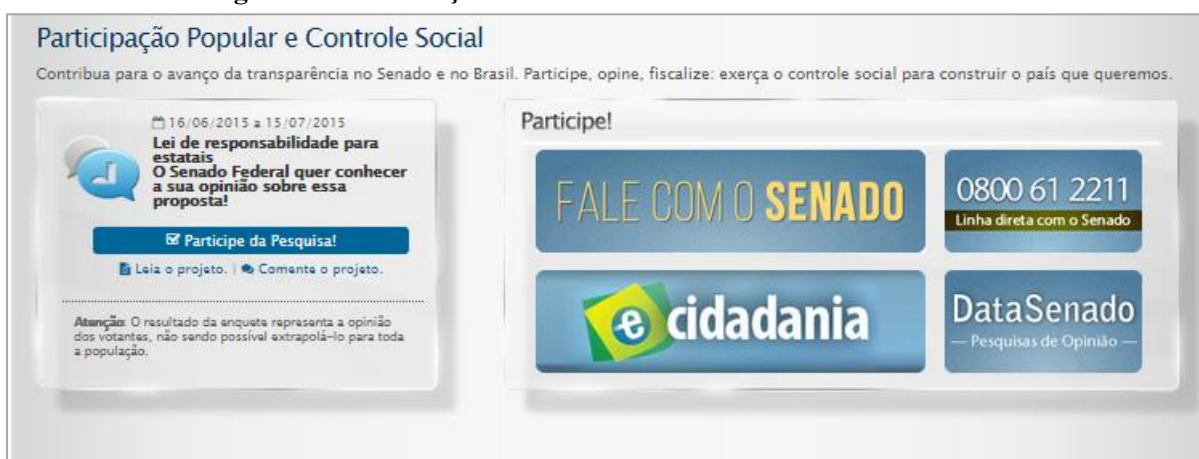 Participação Popular e Controle Social
Contribua para o avanço da transparência no Senado e no Brasil. Participe, opine, fiscalize: exerça o controle social para construir o país que queremos.
16/06/2015 a 15/07/2015
Lei de responsabilidade para
estatais
O Senado Federal quer conhecer
a sua opinião sobre essa
proposta!
Participe da Pesquisa!
Leia o projeto. | Comente o projeto.
Atenção: O resultado da enquete representa a opinião
dos votantes, não sendo possível extrapolá-lo para toda
a população.
Participe!
FALE COM O SENADO
0800 61 2211
Linha direta com o Senado
e cidadania
DataSenado
— Pesquisas de Opinião —